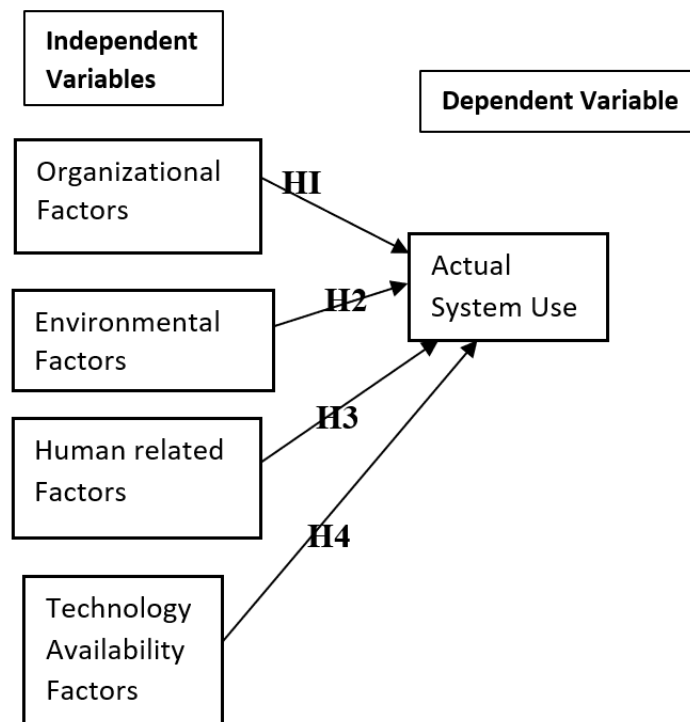 Independent
Variables
Dependent Variable
Organizational
Factors
HI
Actual
System Use
Environmental
Factors
H2
Human related
Factors
H3
H4
Technology
Availability
Factors